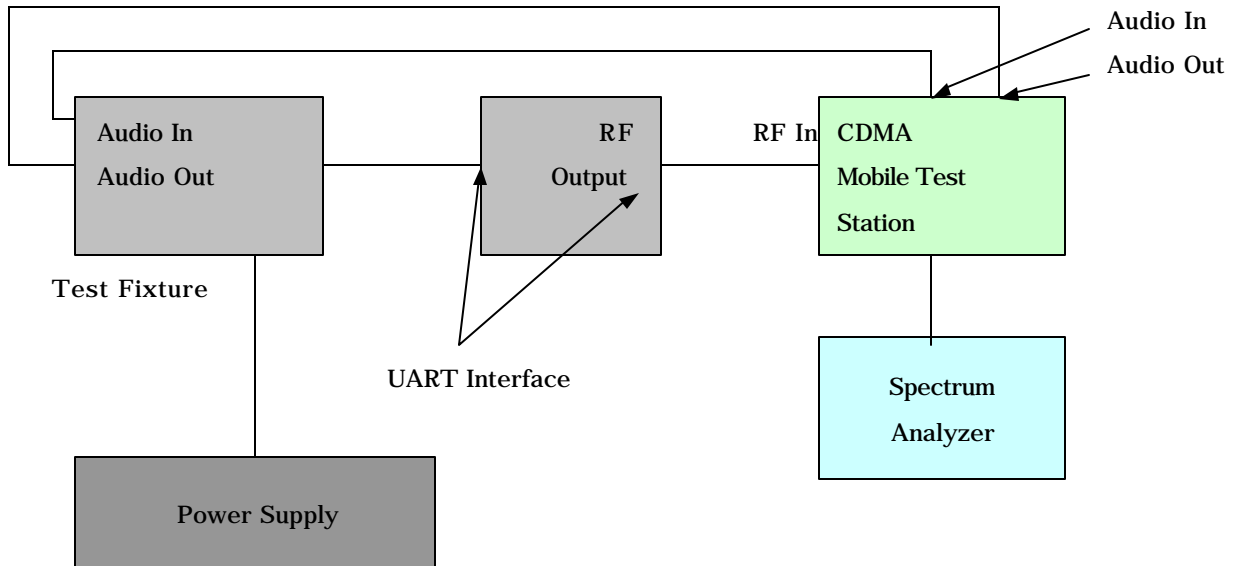 Audio In
Audio Out
Audio In
Audio Out
RF
Output
RF In
CDMA
Mobile Test
Station
Test Fixture
UART Interface
Spectrum
Analyzer
Power Supply